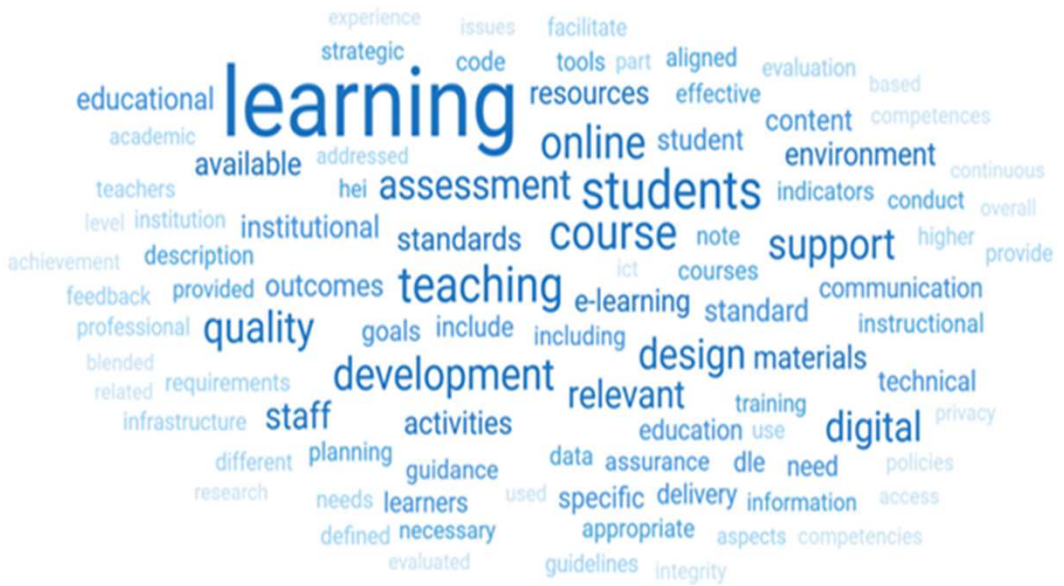 experience issues facilitate
strategic code tools part aligned evaluation
educational learning resources effective based
academic online student content competences
available addressed environment continuous
teachers hei assessment students indicators conduct overall
level institution institutional standards course note support higher provide
achievement description ict courses
feedback provided outcomes teaching e-learning standard communication
professional quality goals include including instructional
blended development design materials technical
related requirements relevant training privacy
infrastructure staff activities education use digital
different planning guidance data assurance dle need policies
research needs learners used specific delivery information access
defined necessary appropriate aspects competencies
evaluated guidelines integrity